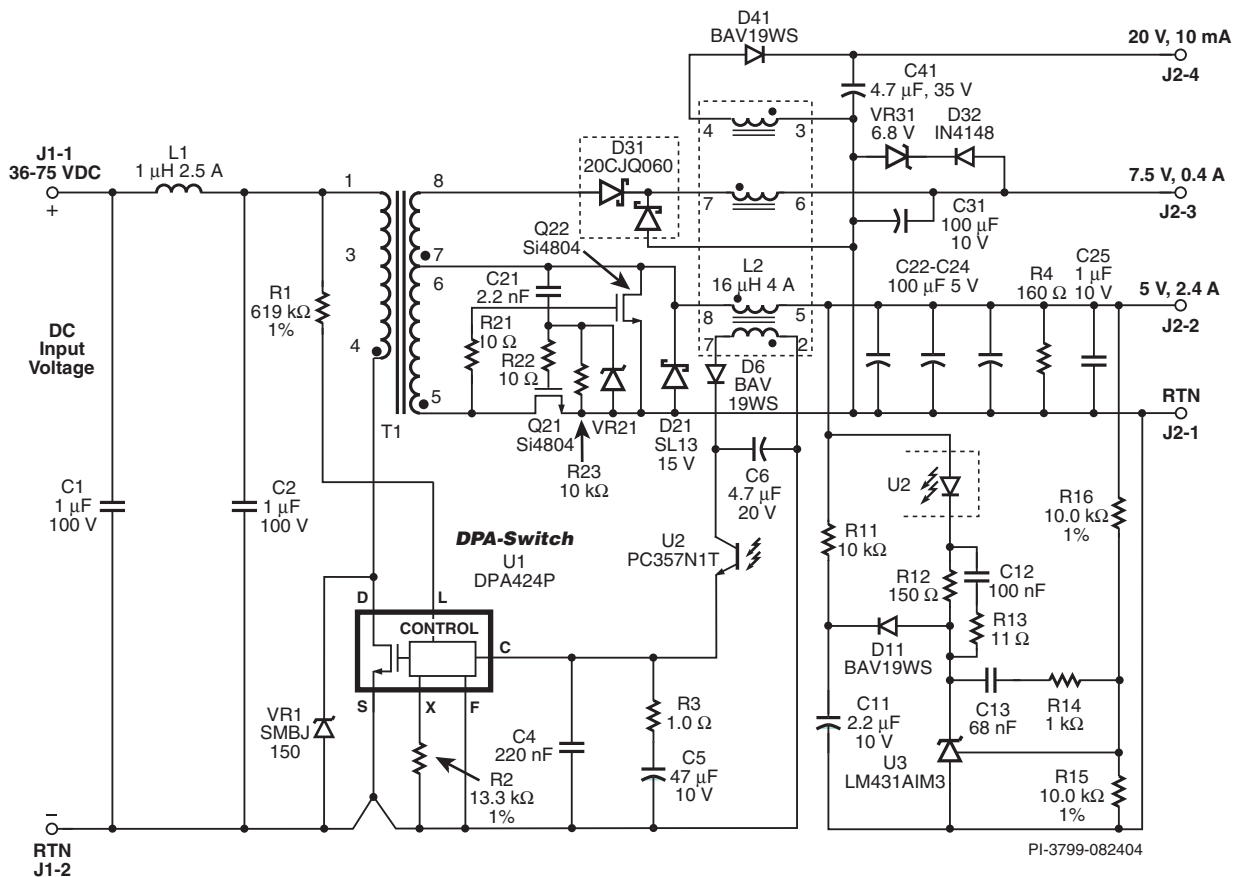 D41
BAV19WS
20 V, 10 mA
J2-4
C41
4.7 µF, 35 V
VR31
6.8 V
D32
IN4148
4
3
D31
20CJQ060
J1-1
36-75 VDC
+
L1
1 µH 2.5 A
1
8
7
6
7.5 V, 0.4 A
J2-3
C31
100 µF
10 V
Q22
Si4804
3
7
6
C21
2.2 nF
L2
16 µH 4 A
C22-C24
100 µF 5 V
R4
160 Ω
C25
1 µF
10 V
5 V, 2.4 A
J2-2
R1
619 kΩ
1%
R21
10 Ω
R22
10 Ω
8
5
7
2
DC
Input
Voltage
4
5
D6
BAV
19WS
RTN
J2-1
T1
Q21
Si4804
VR21
R23
10 kΩ
D21
SL13
15 V
C6
4.7 µF
20 V
U2
C1
1 µF
100 V
C2
1 µF
100 V
R16
10.0 kΩ
1%
DPA-Switch
U1
DPA424P
U2
PC357N1T
R11
10 kΩ
R12
150 Ω
C12
100 nF
R13
11 Ω
D
L
CONTROL
C
D11
BAV19WS
S
X
F
VR1
SMBJ
150
R2
13.3 kΩ
1%
C4
220 nF
R3
1.0 Ω
C5
47 µF
10 V
C11
2.2 µF
10 V
C13
68 nF
R14
1 kΩ
U3
LM431AIM3
R15
10.0 kΩ
1%
–
RTN
J1-2
PI-3799-082404